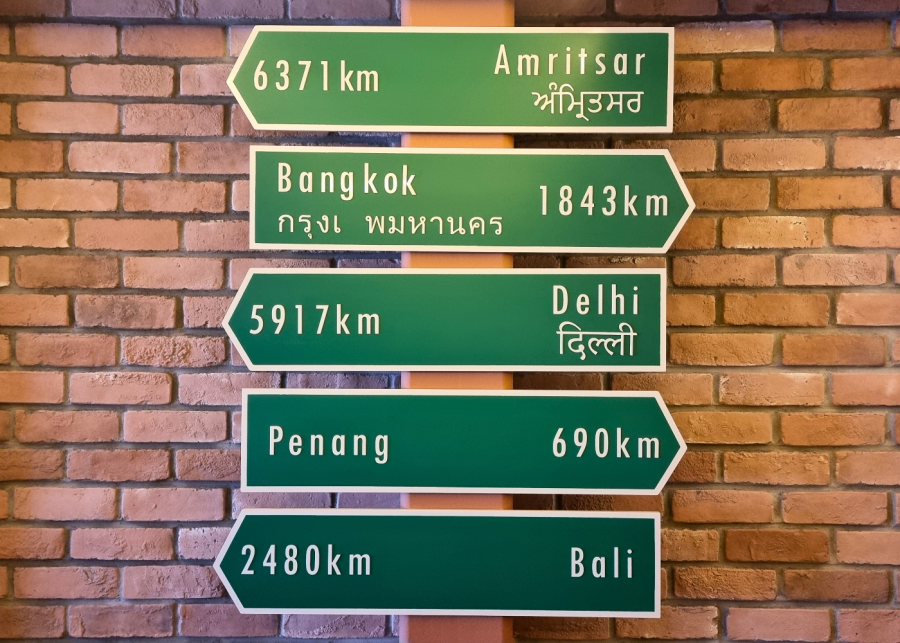 6371km Amritsar
ਅੰਮ੍ਰਿਤਸਰ
Bangkok 1843km
กรุงเ พมหานคร
5917km Delhi
दिल्ली
Penang 690km
2480km Bali